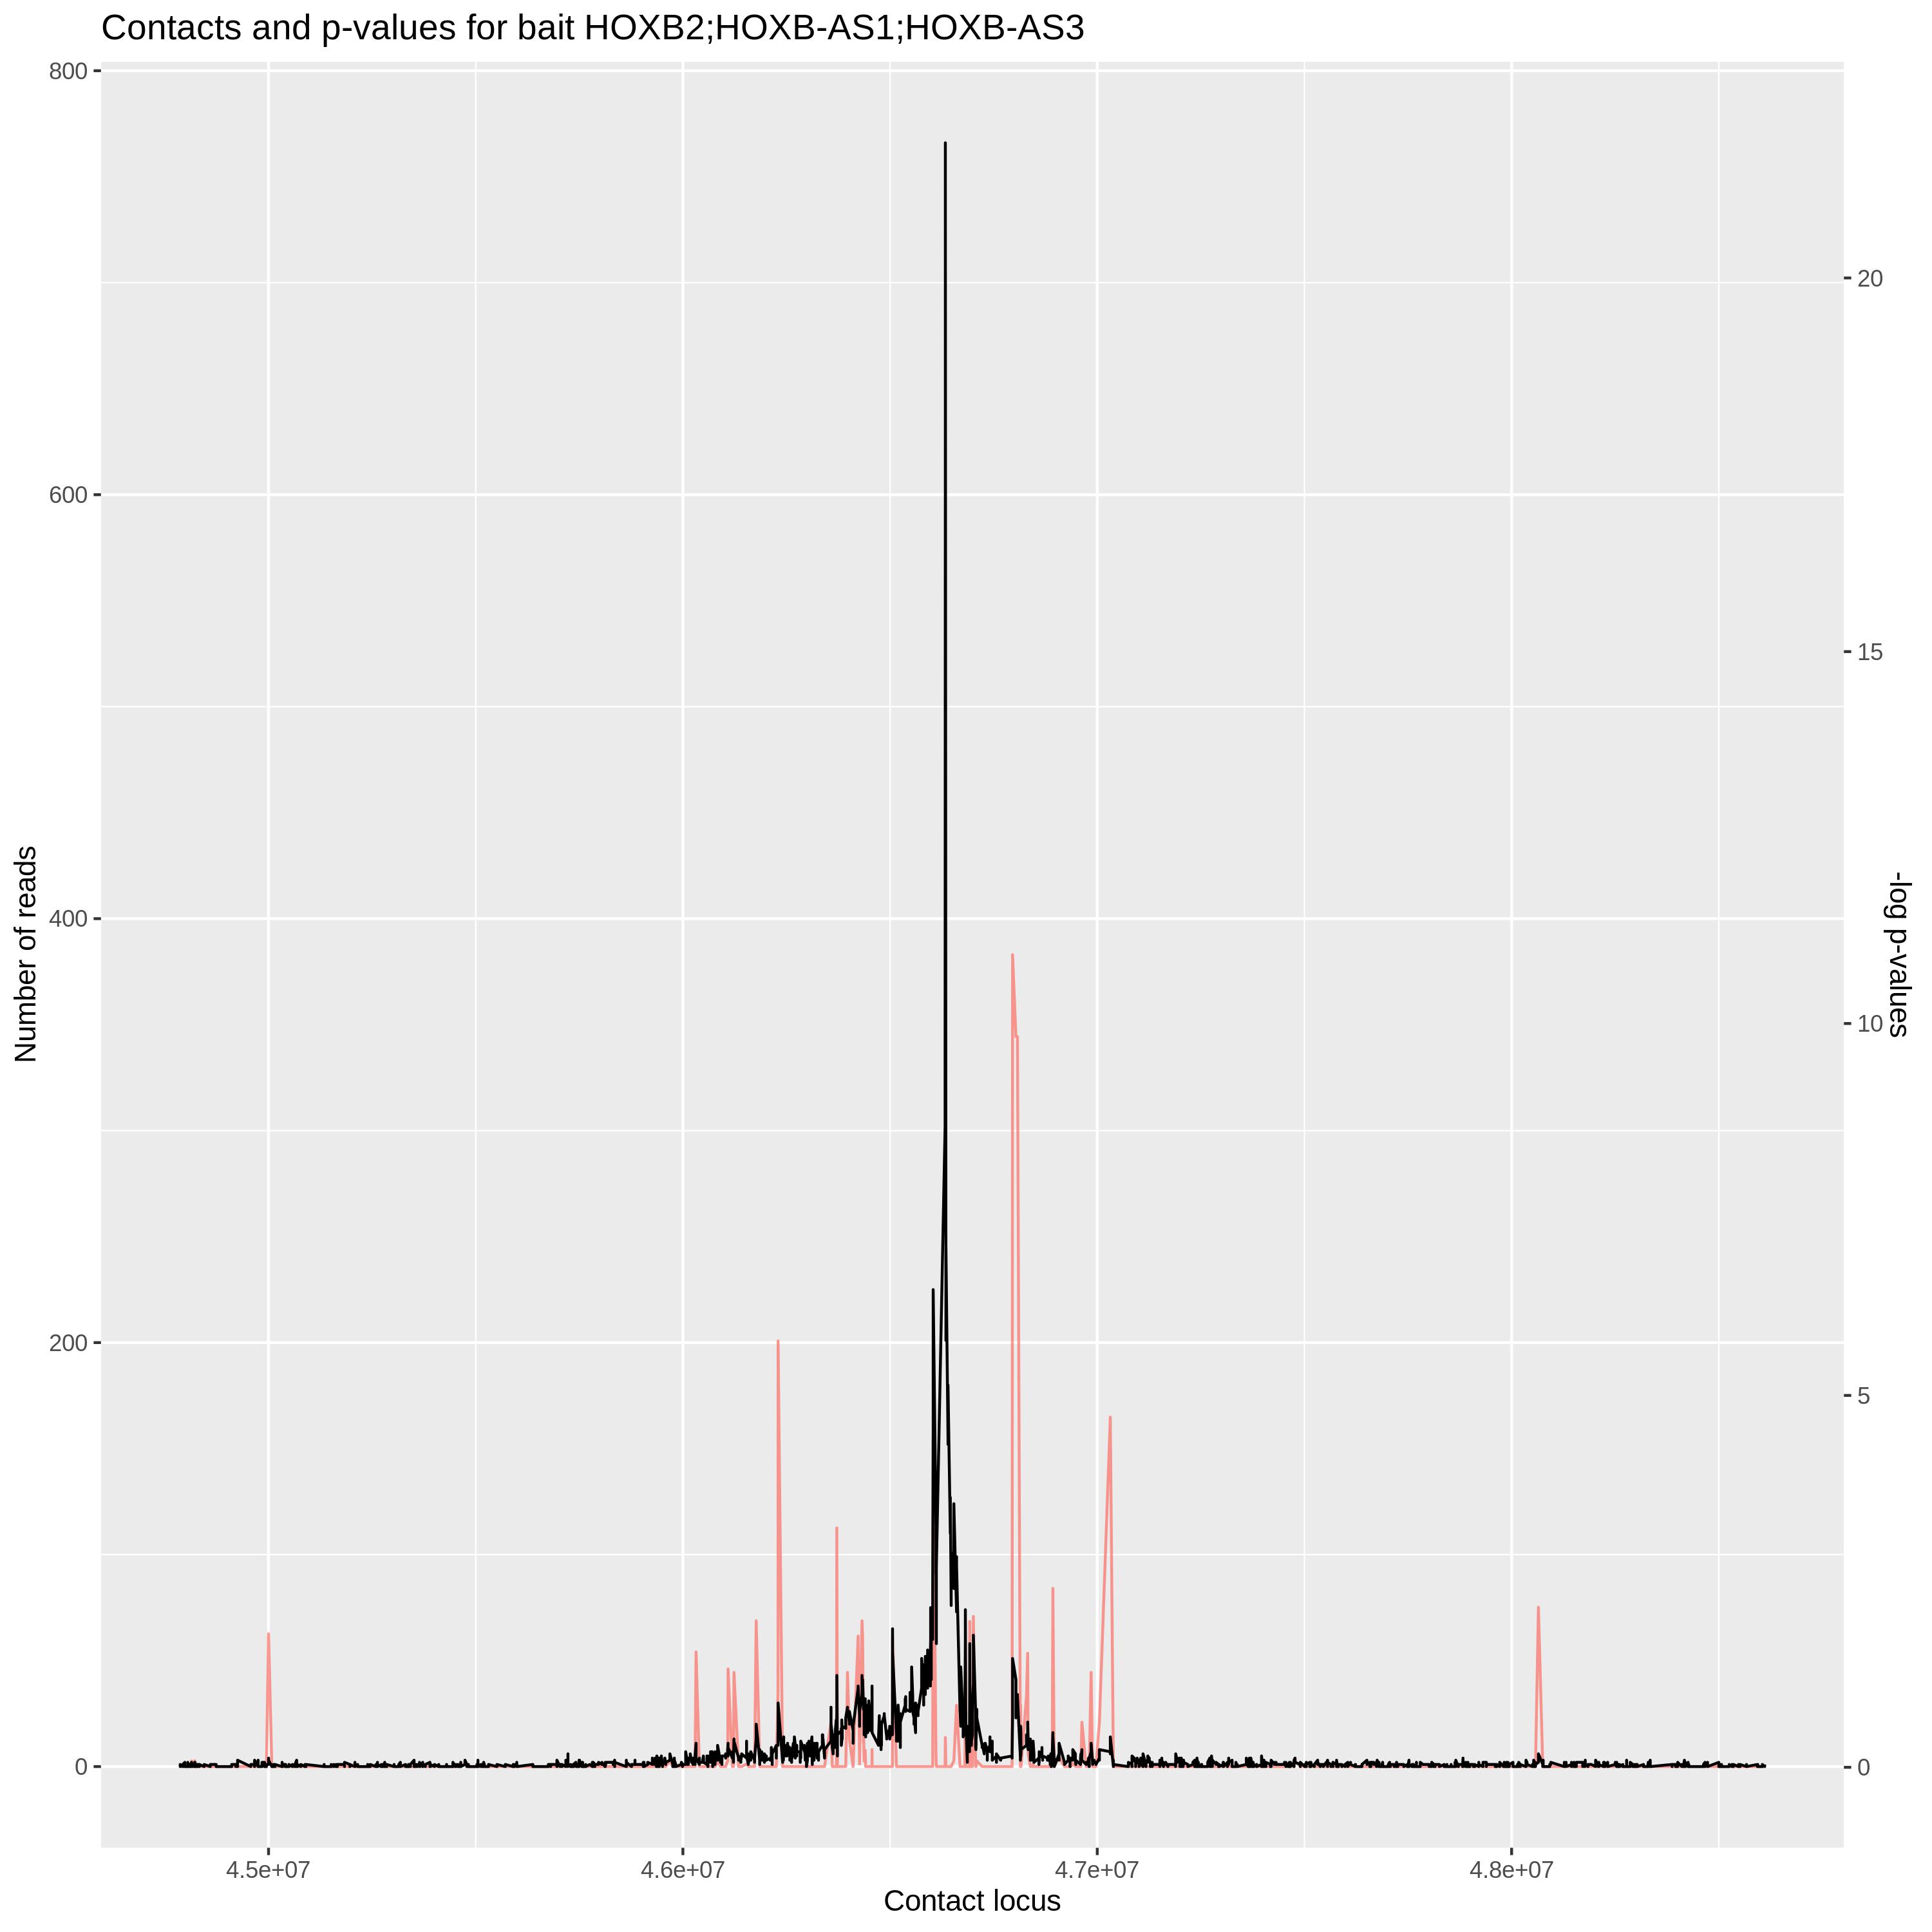 Contacts and p-values for bait HOXB2;HOXB-AS1;HOXB-AS3
800
600
400
200
0
Number of reads
20
15
10
5
0
-log p-values
4.5e+07
4.6e+07
4.7e+07
4.8e+07
Contact locus